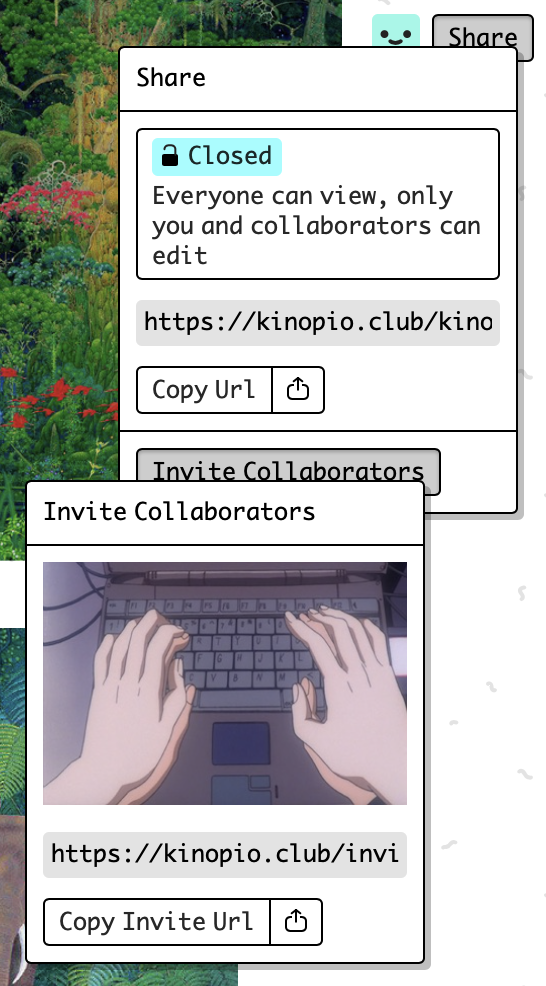 Share
Share
Closed
Everyone can view, only
you and collaborators can
edit
https://kinopio.club/kino
Copy Url
Invite Collaborators
Invite Collaborators
https://kinopio.club/invi
Copy Invite Url